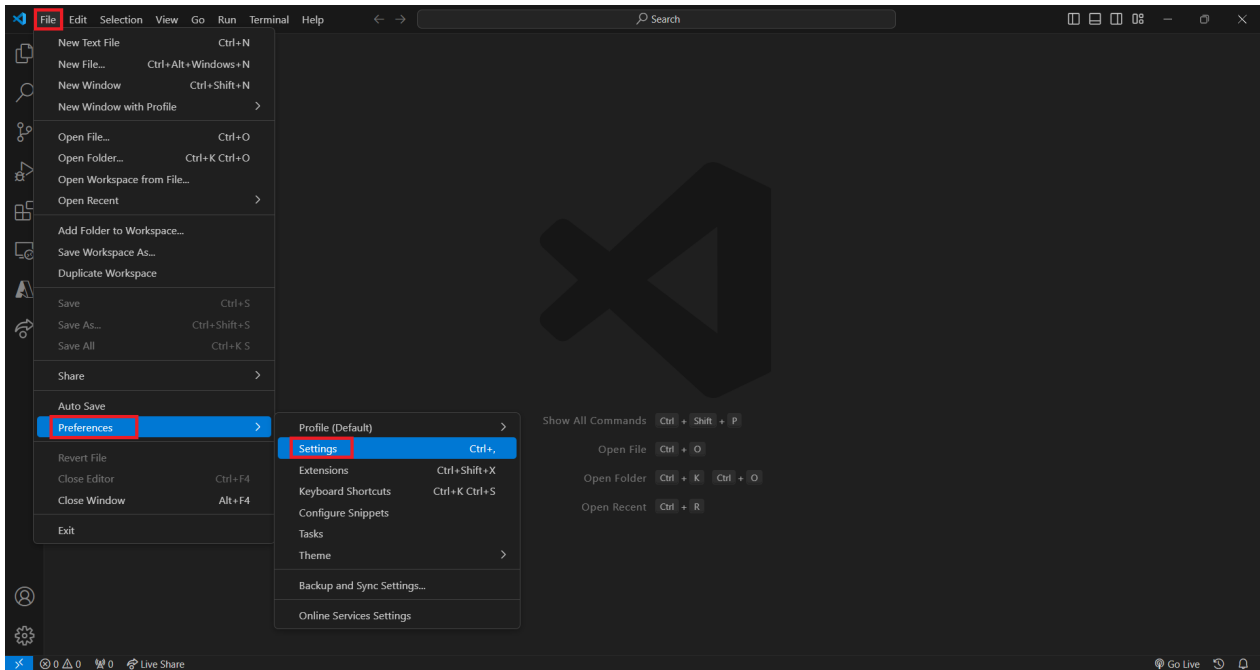 File Edit Selection View Go Run Terminal Help Search
New Text File Ctrl+N
New File... Ctrl+Alt+Windows+N
New Window Ctrl+Shift+N
New Window with Profile
Open File... Ctrl+O
Open Folder... Ctrl+K Ctrl+O
Open Workspace from File...
Open Recent
Add Folder to Workspace...
Save Workspace As...
Duplicate Workspace
Save Ctrl+S
Save As... Ctrl+Shift+S
Save All Ctrl+K S
Share
Auto Save
Preferences
Revert File
Close Editor Ctrl+F4
Close Window Alt+F4
Exit
Profile (Default)
Settings Ctrl+,
Extensions Ctrl+Shift+X
Keyboard Shortcuts Ctrl+K Ctrl+S
Configure Snippets
Tasks
Theme
Backup and Sync Settings...
Online Services Settings
Show All Commands Ctrl + Shift + P
Open File Ctrl + O
Open Folder Ctrl + K Ctrl + O
Open Recent Ctrl + R
0 0 0 Live Share Go Live